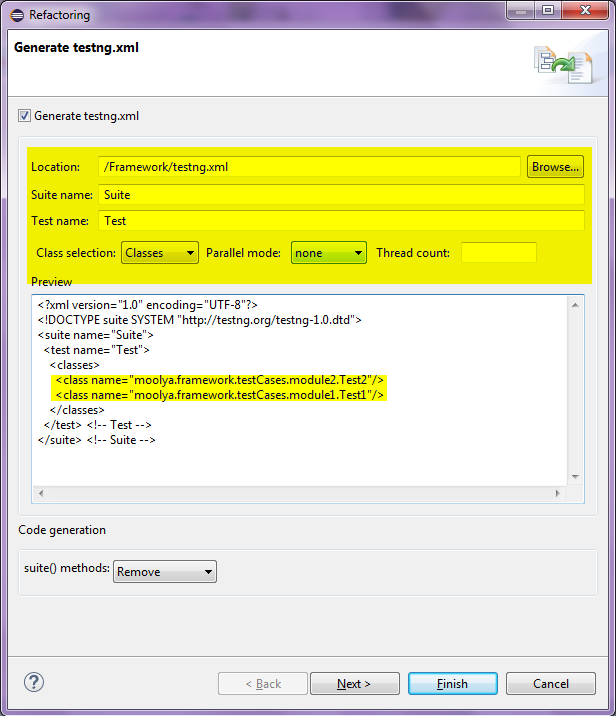 Refactoring
Generate testng.xml
Generate testng.xml
Location: /Framework/testng.xml Browse...
Suite name: Suite
Test name: Test
Class selection: Classes Parallel mode: none Thread count:
Preview
<?xml version="1.0" encoding="UTF-8"?>
<!DOCTYPE suite SYSTEM "http://testng.org/testng-1.0.dtd">
<suite name="Suite">
<test name="Test">
<classes>
<class name="moolya.framework.testCases.module2.Test2"/>
<class name="moolya.framework.testCases.module1.Test1"/>
</classes>
</test> <!-- Test -->
</suite> <!-- Suite -->
Code generation
suite() methods: Remove
? < Back Next > Finish Cancel